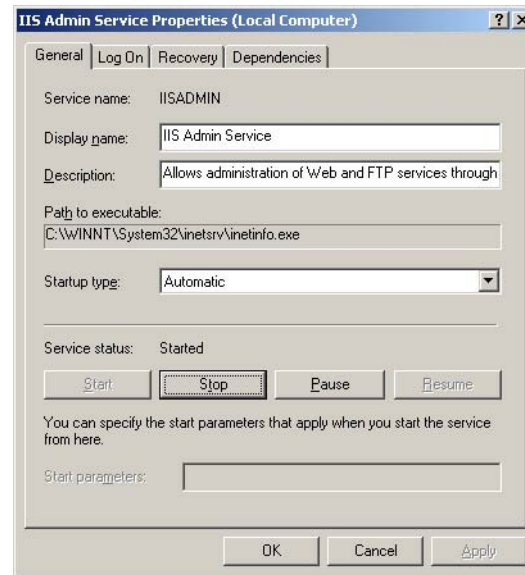 IIS Admin Service Properties (Local Computer)
General Log On Recovery Dependencies
Service name: IISADMIN
Display name: IIS Admin Service
Description: Allows administration of Web and FTP services through
Path to executable:
C:\WINNT\System32\inetsrv\inetinfo.exe
Startup type: Automatic
Service status: Started
Start Stop Pause Resume
You can specify the start parameters that apply when you start the service
from here.
Start parameters:
OK Cancel Apply